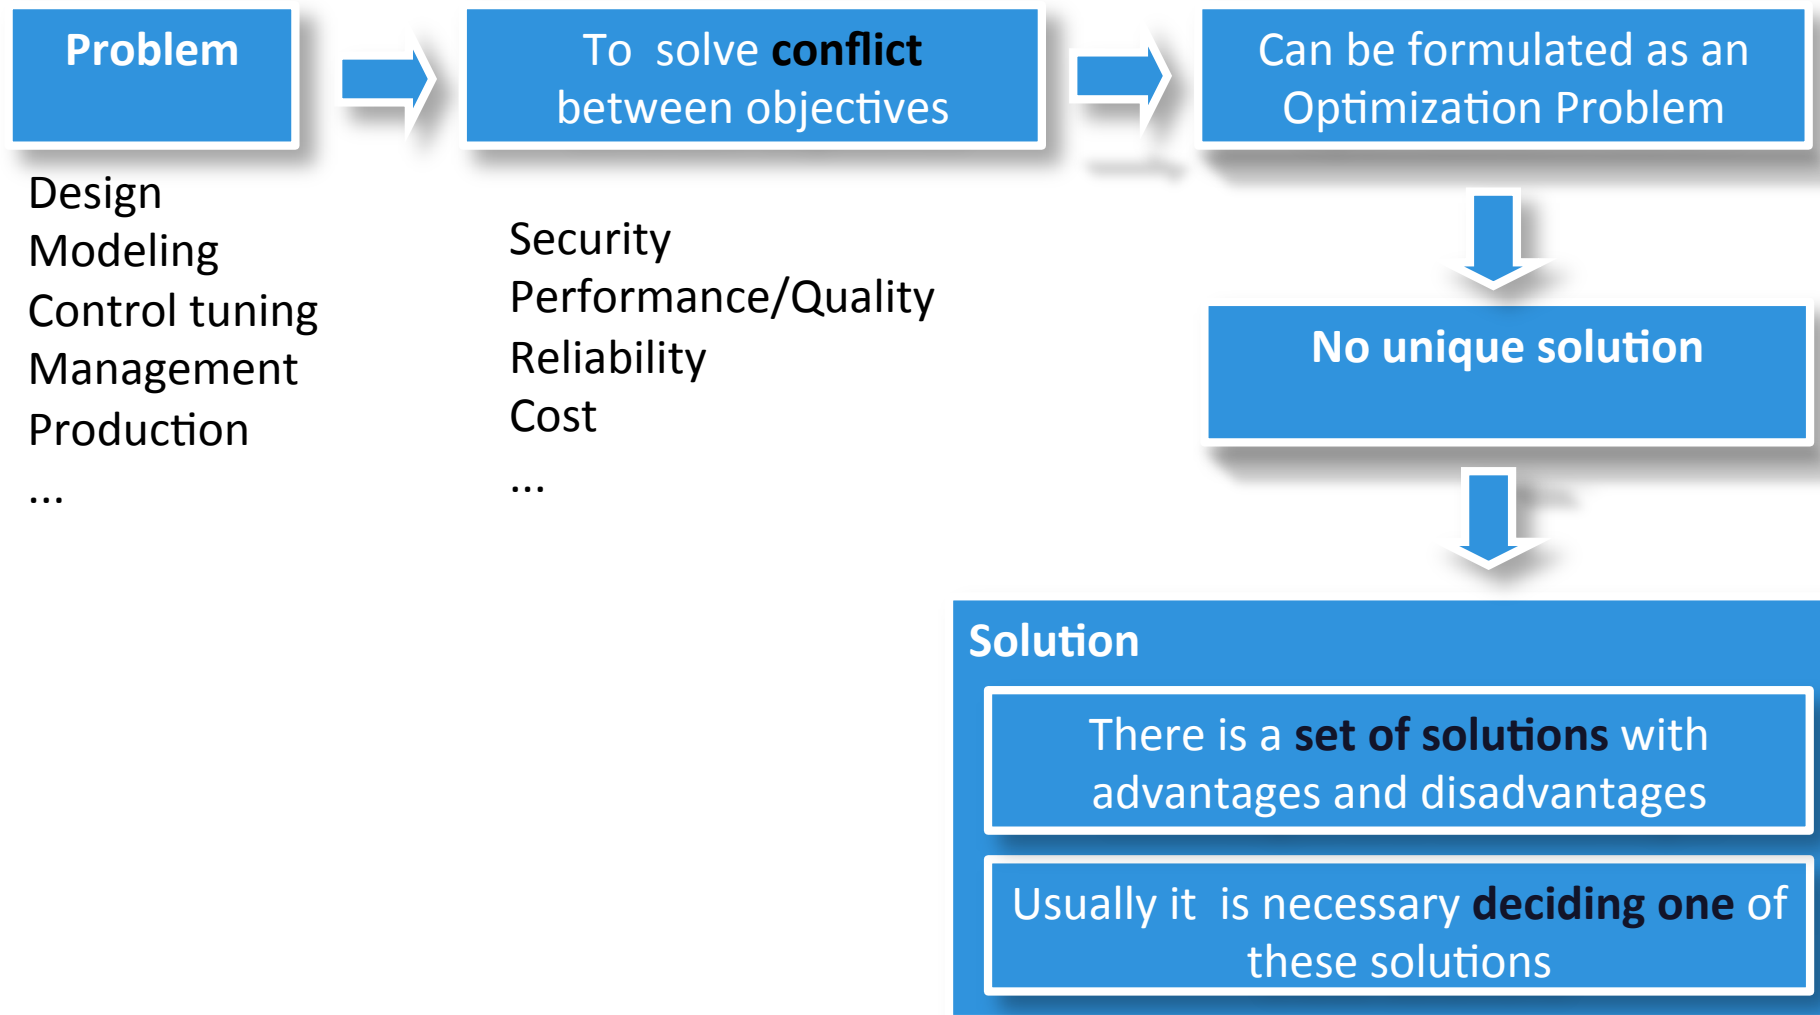 Problem
To solve conflict
between objectives
Can be formulated as an
Optimization Problem
Design
Modeling
Control tuning
Management
Production
...
Security
Performance/Quality
Reliability
Cost
...
No unique solution
Solution
There is a set of solutions with
advantages and disadvantages
Usually it is necessary deciding one of
these solutions